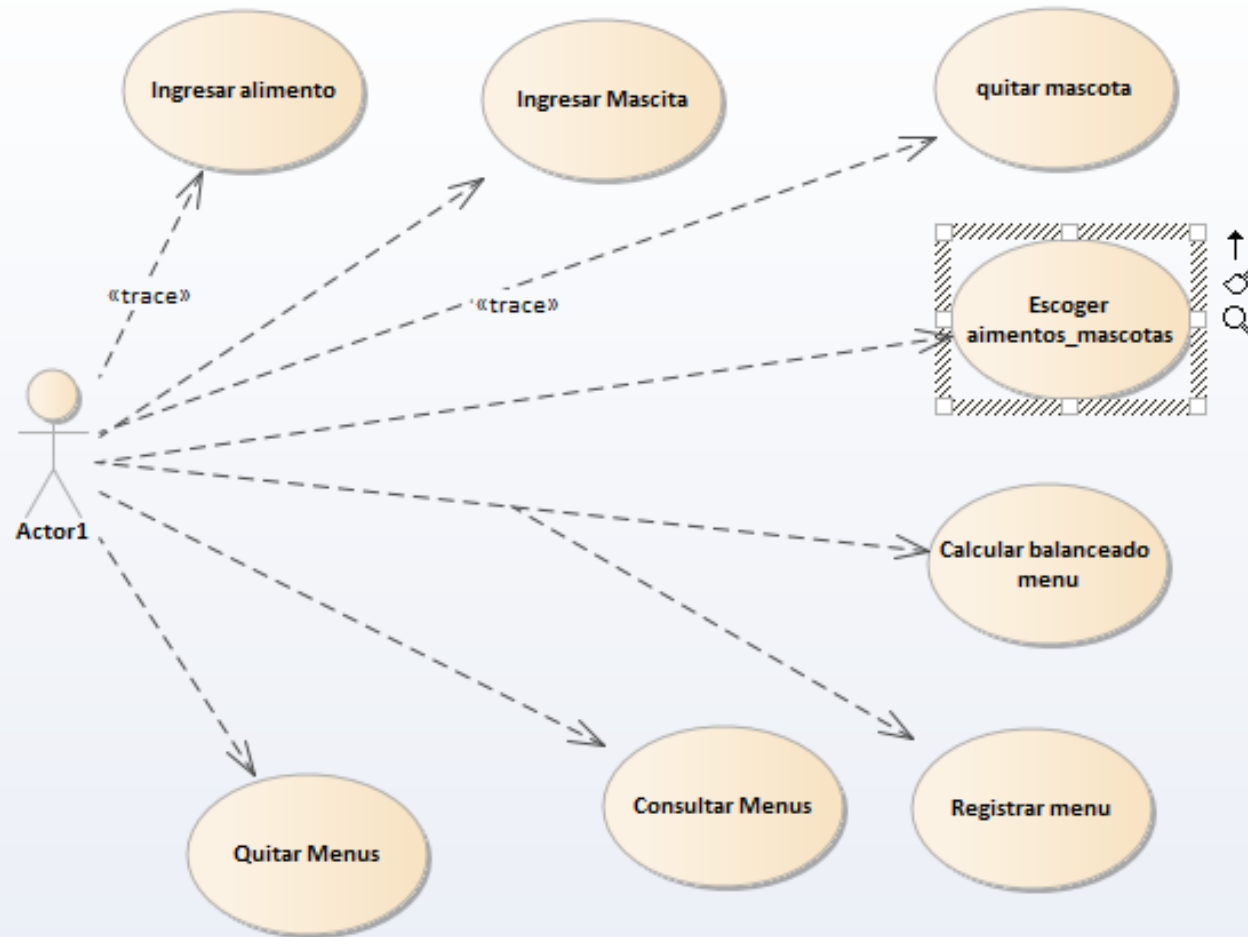 Ingresar alimento
Ingresar Mascita
quitar mascota
«trace»
«trace»
Escoger
aimentos_mascotas
Actor1
Calcular balanceado
menu
Consultar Menus
Registrar menu
Quitar Menus